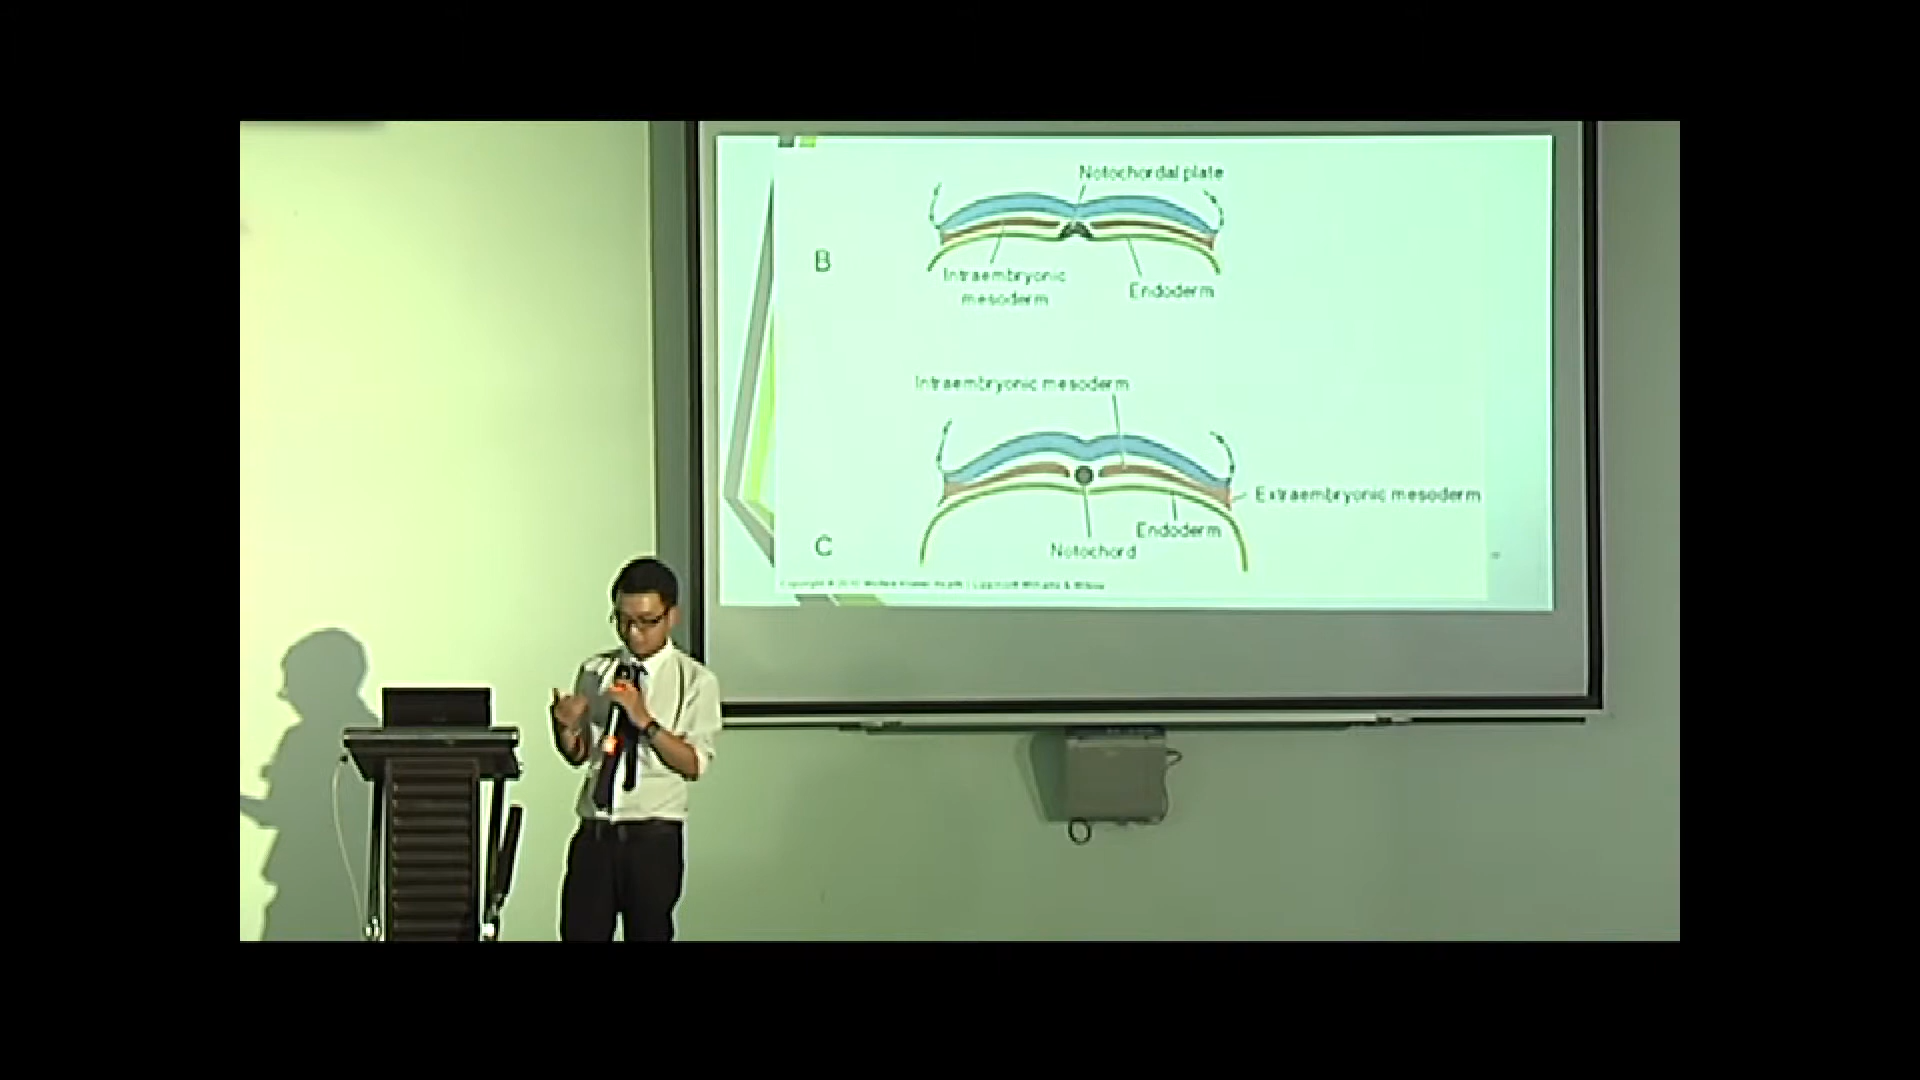 Notochordal plate
B
Intraembryonic
mesoderm
Endoderm
Intraembryonic mesoderm
Extraembryonic mesoderm
Endoderm
C
Notochord